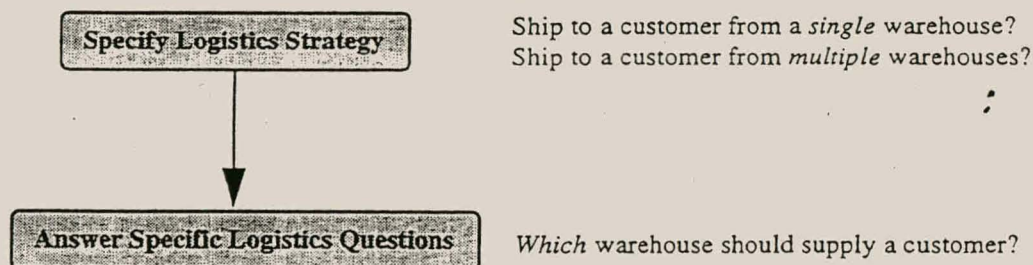 Specify Logistics Strategy
Ship to a customer from a single warehouse?
Ship to a customer from multiple warehouses?
Answer Specific Logistics Questions
Which warehouse should supply a customer?